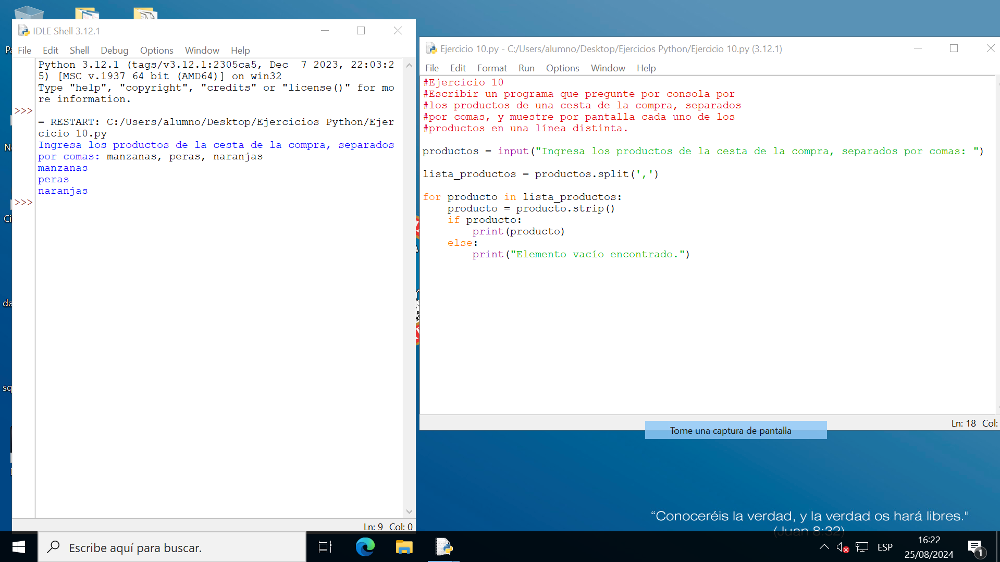 IDLE Shell 3.12.1
File Edit Shell Debug Options Window Help
Python 3.12.1 (tags/v3.12.1:2305ca5, Dec  7 2023, 22:03:2
5) [MSC v.1937 64 bit (AMD64)] on win32
Type "help", "copyright", "credits" or "license()" for mo
re information.
>>>
= RESTART: C:/Users/alumno/Desktop/Ejercicios Python/Ejer
cicio 10.py
Ingresa los productos de la cesta de la compra, separados
por comas: manzanas, peras, naranjas
manzanas
peras
naranjas
>>>
Ln: 9 Col: 0
Ejercicio 10.py - C:/Users/alumno/Desktop/Ejercicios Python/Ejercicio 10.py (3.12.1)
File Edit Format Run Options Window Help
#Ejercicio 10
#Escribir un programa que pregunte por consola por
#los productos de una cesta de la compra, separados
#por comas, y muestre por pantalla cada uno de los
#productos en una línea distinta.
productos = input("Ingresa los productos de la cesta de la compra, separados por comas: ")
lista_productos = productos.split(',')
for producto in lista_productos:
    producto = producto.strip()
    if producto:
        print(producto)
    else:
        print("Elemento vacío encontrado.")
Ln: 18 Col:
Tome una captura de pantalla
“Conoceréis la verdad, y la verdad os hará libres."
(Juan 8:32)
Escribe aquí para buscar.
ESP
16:22
25/08/2024
1